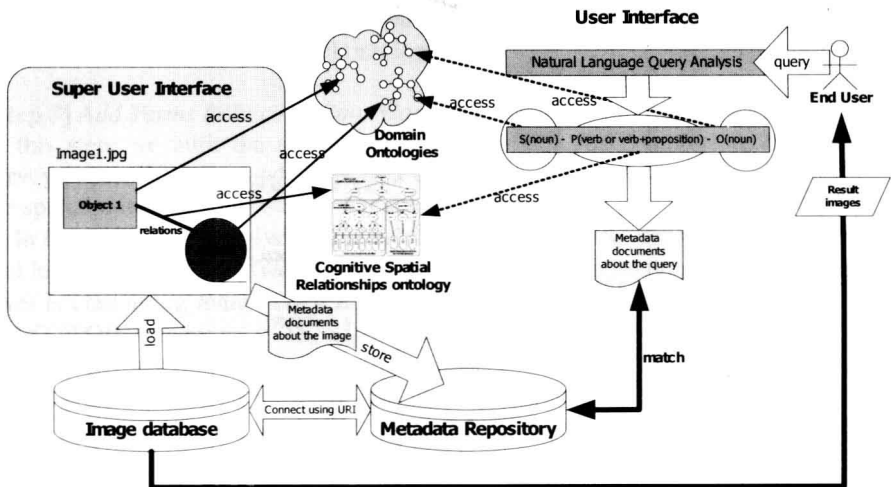 User Interface
Natural Language Query Analysis
query
End User
Super User Interface
access
access
access
Domain
Ontologies
S(noun) - P(verb or verb+proposition) - O(noun)
access
access
Image1.jpg
Object 1
relations
access
access
Result
images
Cognitive Spatial
Relationships ontology
Metadata
documents
about the query
load
Metadata
documents
about the image
store
match
Image database
Connect using URI
Metadata Repository